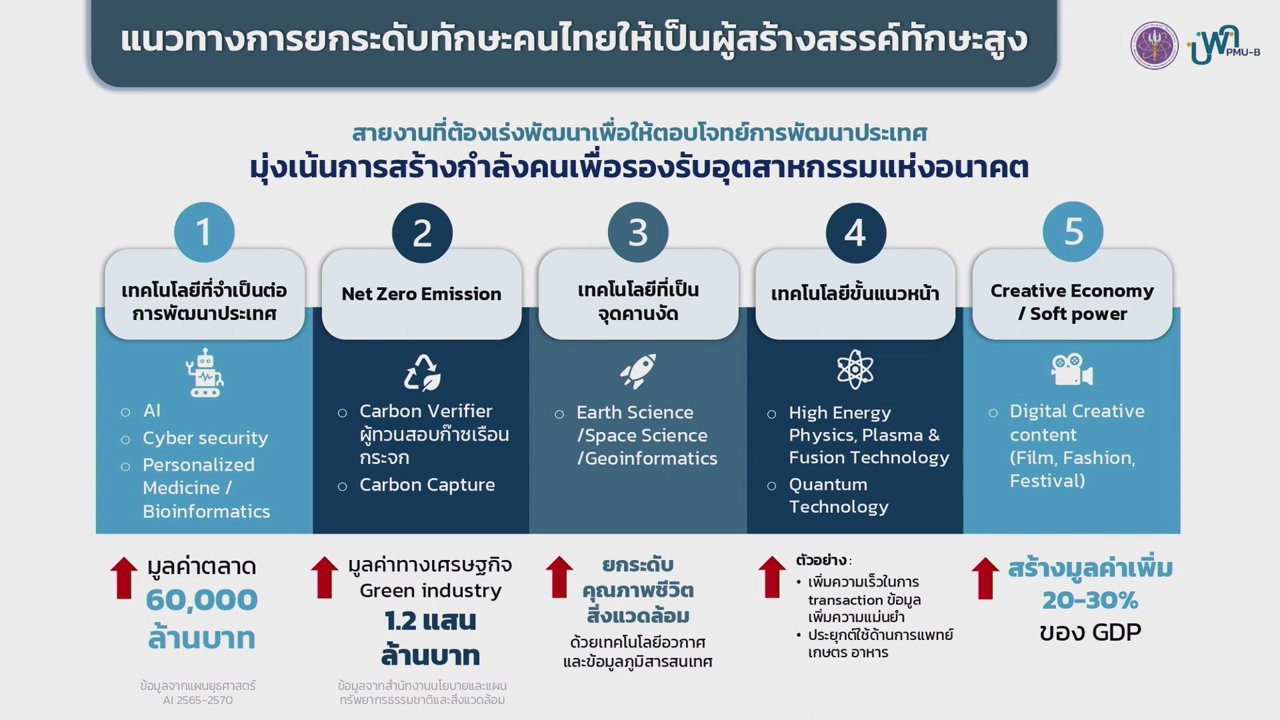 แนวทางการยกระดับทักษะคนไทยให้เป็นผู้สร้างสรรค์ทักษะสูง
บพค
PMU-B
สายงานที่ต้องเร่งพัฒนาเพื่อให้ตอบโจทย์การพัฒนาประเทศ
มุ่งเน้นการสร้างกำลังคนเพื่อรองรับอุตสาหกรรมแห่งอนาคต
1
เทคโนโลยีที่จำเป็นต่อ
การพัฒนาประเทศ
○ AI
○ Cyber security
○ Personalized
Medicine /
Bioinformatics
มูลค่าตลาด
60,000
ล้านบาท
ข้อมูลจากแผนยุทธศาสตร์
AI 2565-2570
2
Net Zero Emission
○ Carbon Verifier
ผู้ทวนสอบก๊าซเรือน
กระจก
○ Carbon Capture
มูลค่าทางเศรษฐกิจ
Green industry
1.2 แสน
ล้านบาท
ข้อมูลจากสำนักงานนโยบายและแผน
ทรัพยากรธรรมชาติและสิ่งแวดล้อม
3
เทคโนโลยีที่เป็น
จุดคานงัด
○ Earth Science
/Space Science
/Geoinformatics
ยกระดับ
คุณภาพชีวิต
สิ่งแวดล้อม
ด้วยเทคโนโลยีอวกาศ
และข้อมูลภูมิสารสนเทศ
4
เทคโนโลยีขั้นแนวหน้า
○ High Energy
Physics, Plasma &
Fusion Technology
○ Quantum
Technology
ตัวอย่าง :
• เพิ่มความเร็วในการ
transaction ข้อมูล
เพิ่มความแม่นยำ
• ประยุกต์ใช้ด้านการแพทย์
เกษตร อาหาร
5
Creative Economy
/ Soft power
○ Digital Creative
content
(Film, Fashion,
Festival)
สร้างมูลค่าเพิ่ม
20-30%
ของ GDP